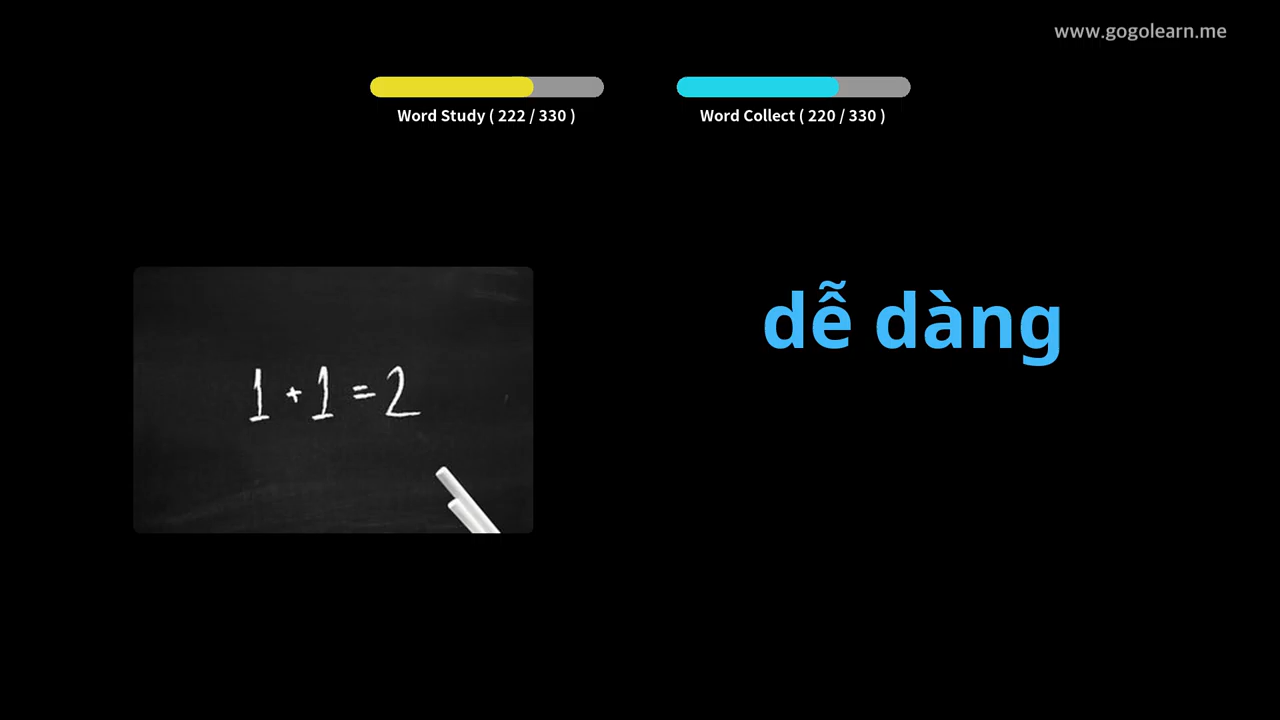 www.gogolearn.me
Word Study ( 222 / 330 )
Word Collect ( 220 / 330 )
1 + 1 = 2
dễ dàng